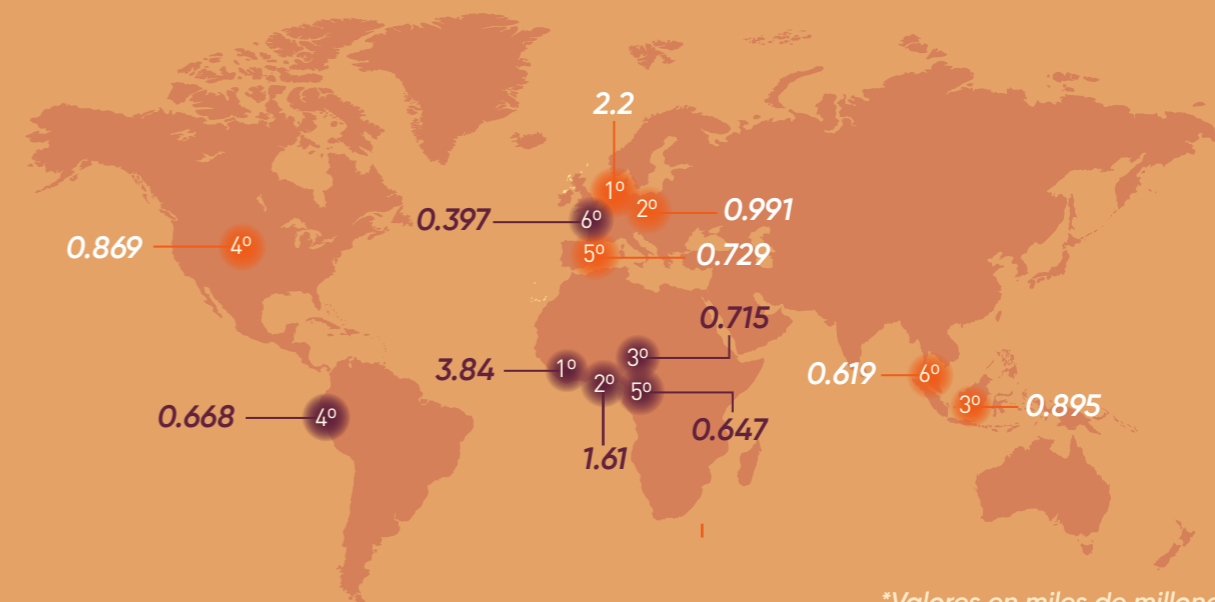 2.2
1º
2º
0.991
0.397
6º
0.869
4º
5º
0.729
0.715
3.84
1º
3º
2º
5º
0.619
6º
3º
0.895
0.668
4º
0.647
1.61
*Valores en miles de